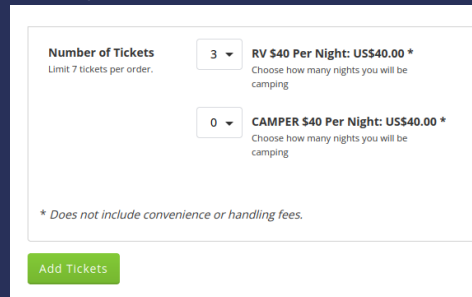 Number of Tickets
Limit 7 tickets per order.
3
RV $40 Per Night: US$40.00 *
Choose how many nights you will be
camping
0
CAMPER $40 Per Night: US$40.00 *
Choose how many nights you will be
camping
* Does not include convenience or handling fees.
Add Tickets